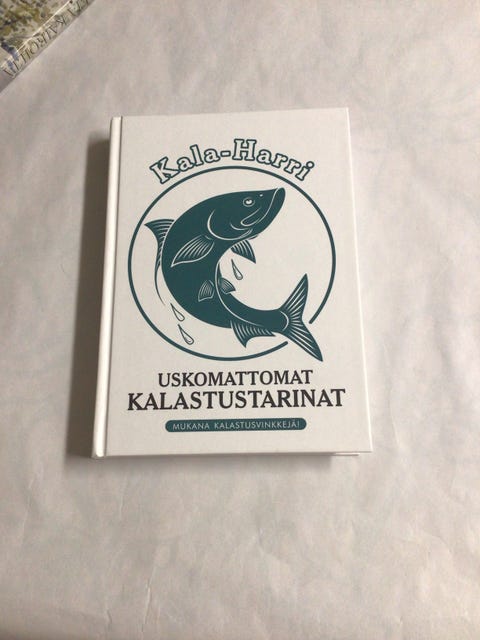 Kala-Harri
USKOMATTOMAT
KALASTUSTARINAT
MUKANA KALASTUSVINKKEJÄ!